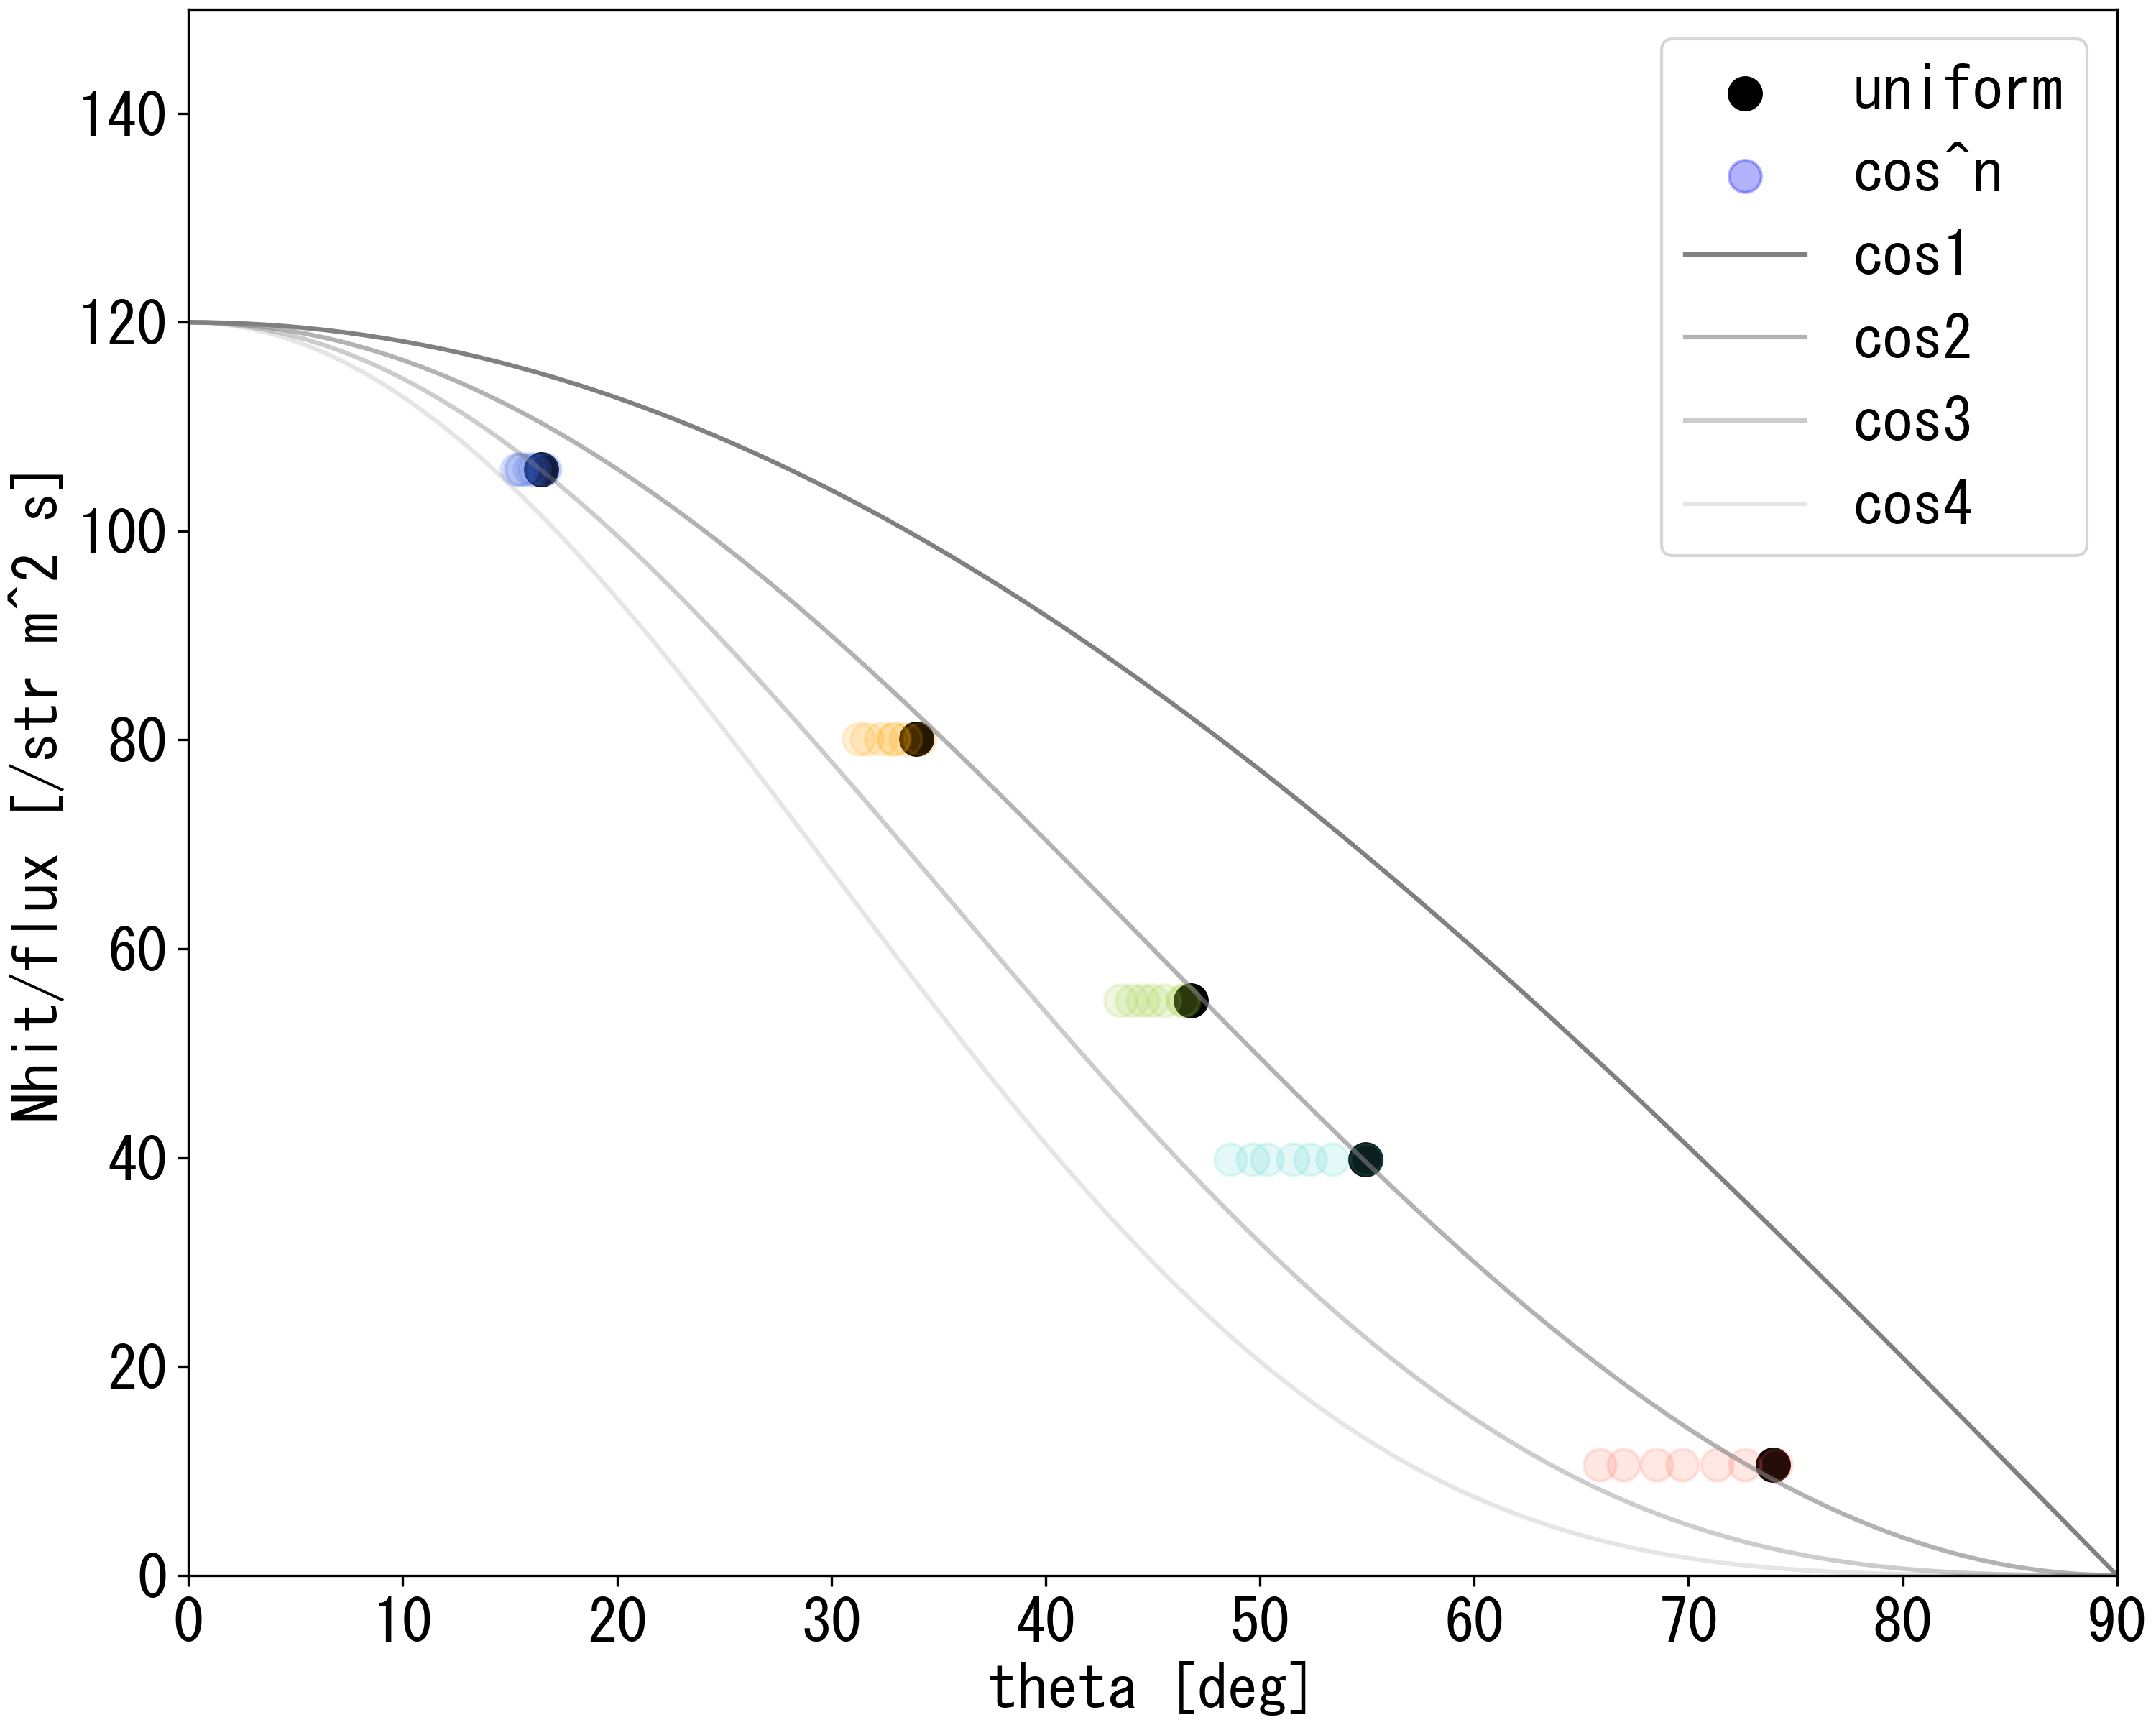 Nhit/flux [/str m^2 s]
140
120
100
80
60
40
20
0
0 10 20 30 40 50 60 70 80 90
theta [deg]
uniform
cos^n
cos1
cos2
cos3
cos4